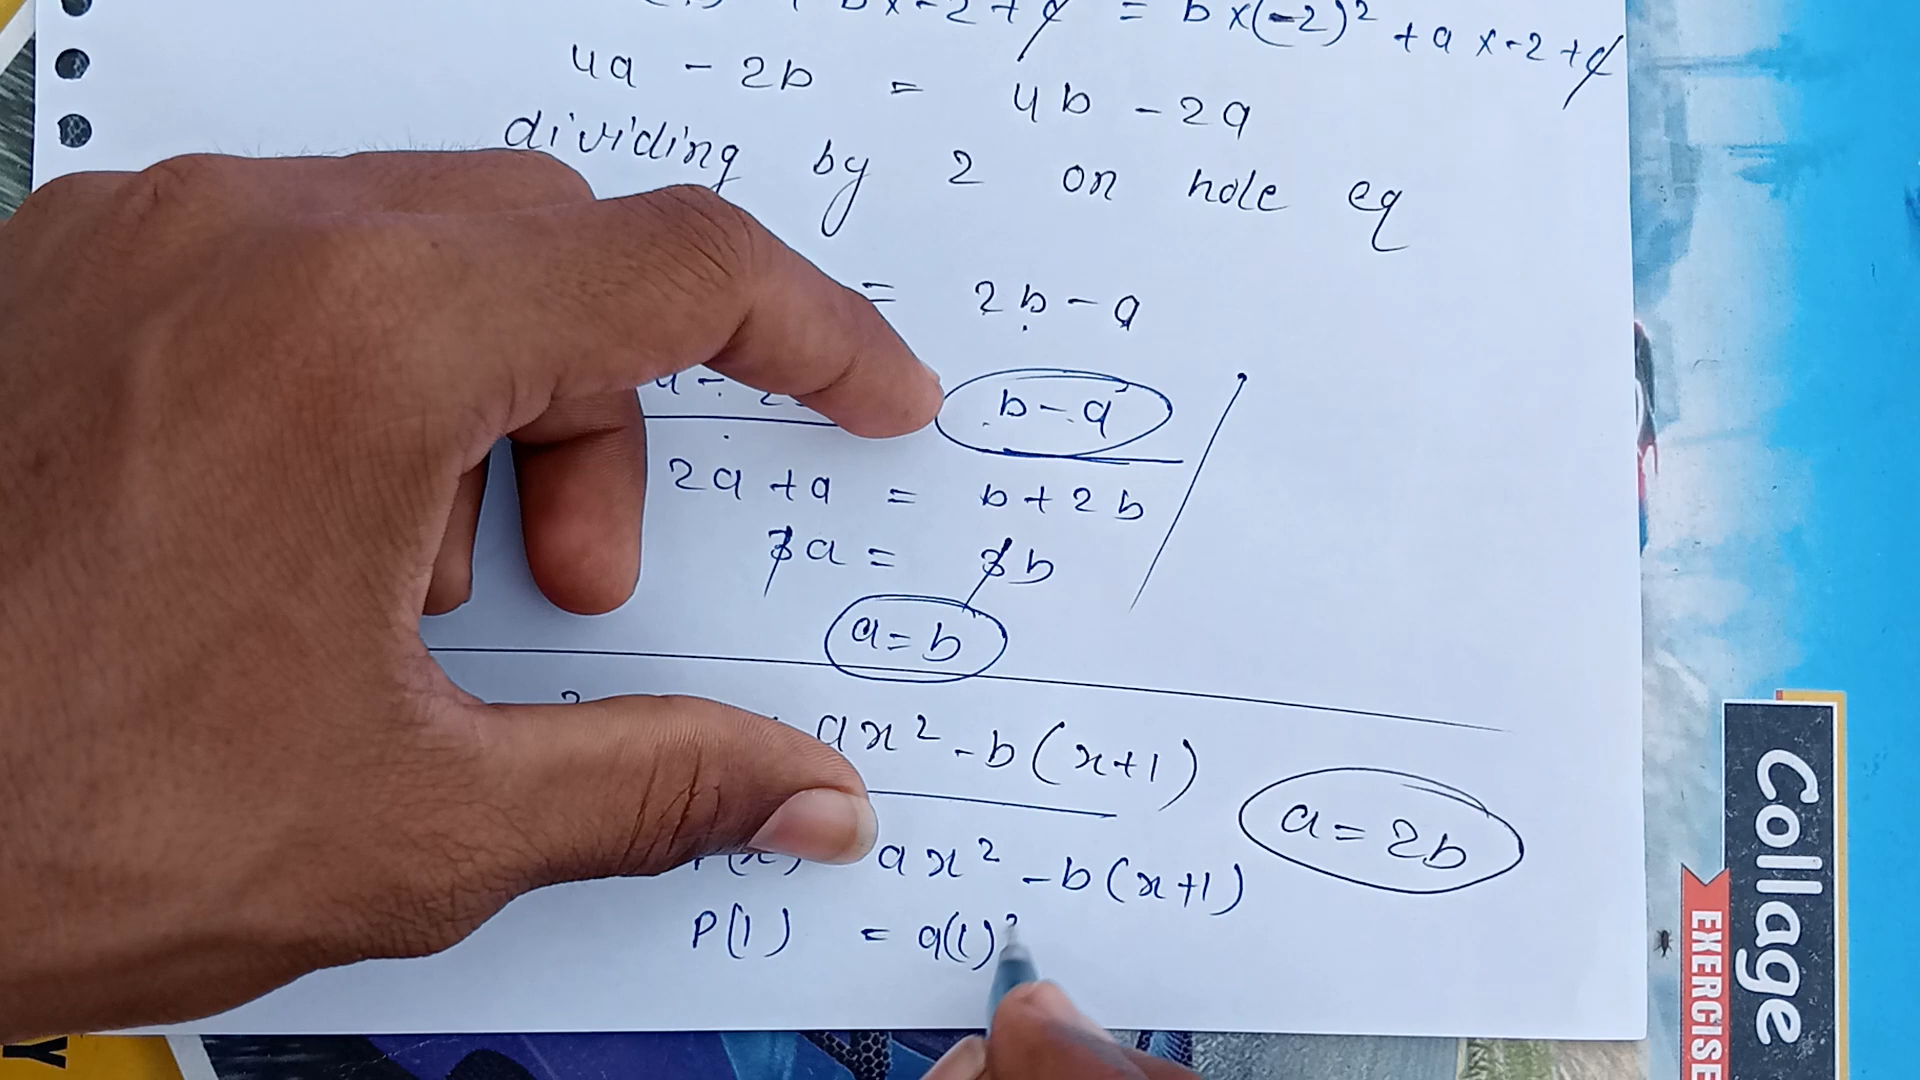 b x -2 + c = b x (-2)² + a x -2 + c
4a - 2b = 4b - 2a
dividing by 2 on hole eq
= 2b - a
b - a
2a + a = b + 2b
3a = 3b
a = b
ax² - b(x+1)
a = 2b
P(x) ax² - b(x+1)
P(1) = a(1)²
Collage
EXERCISE
Y